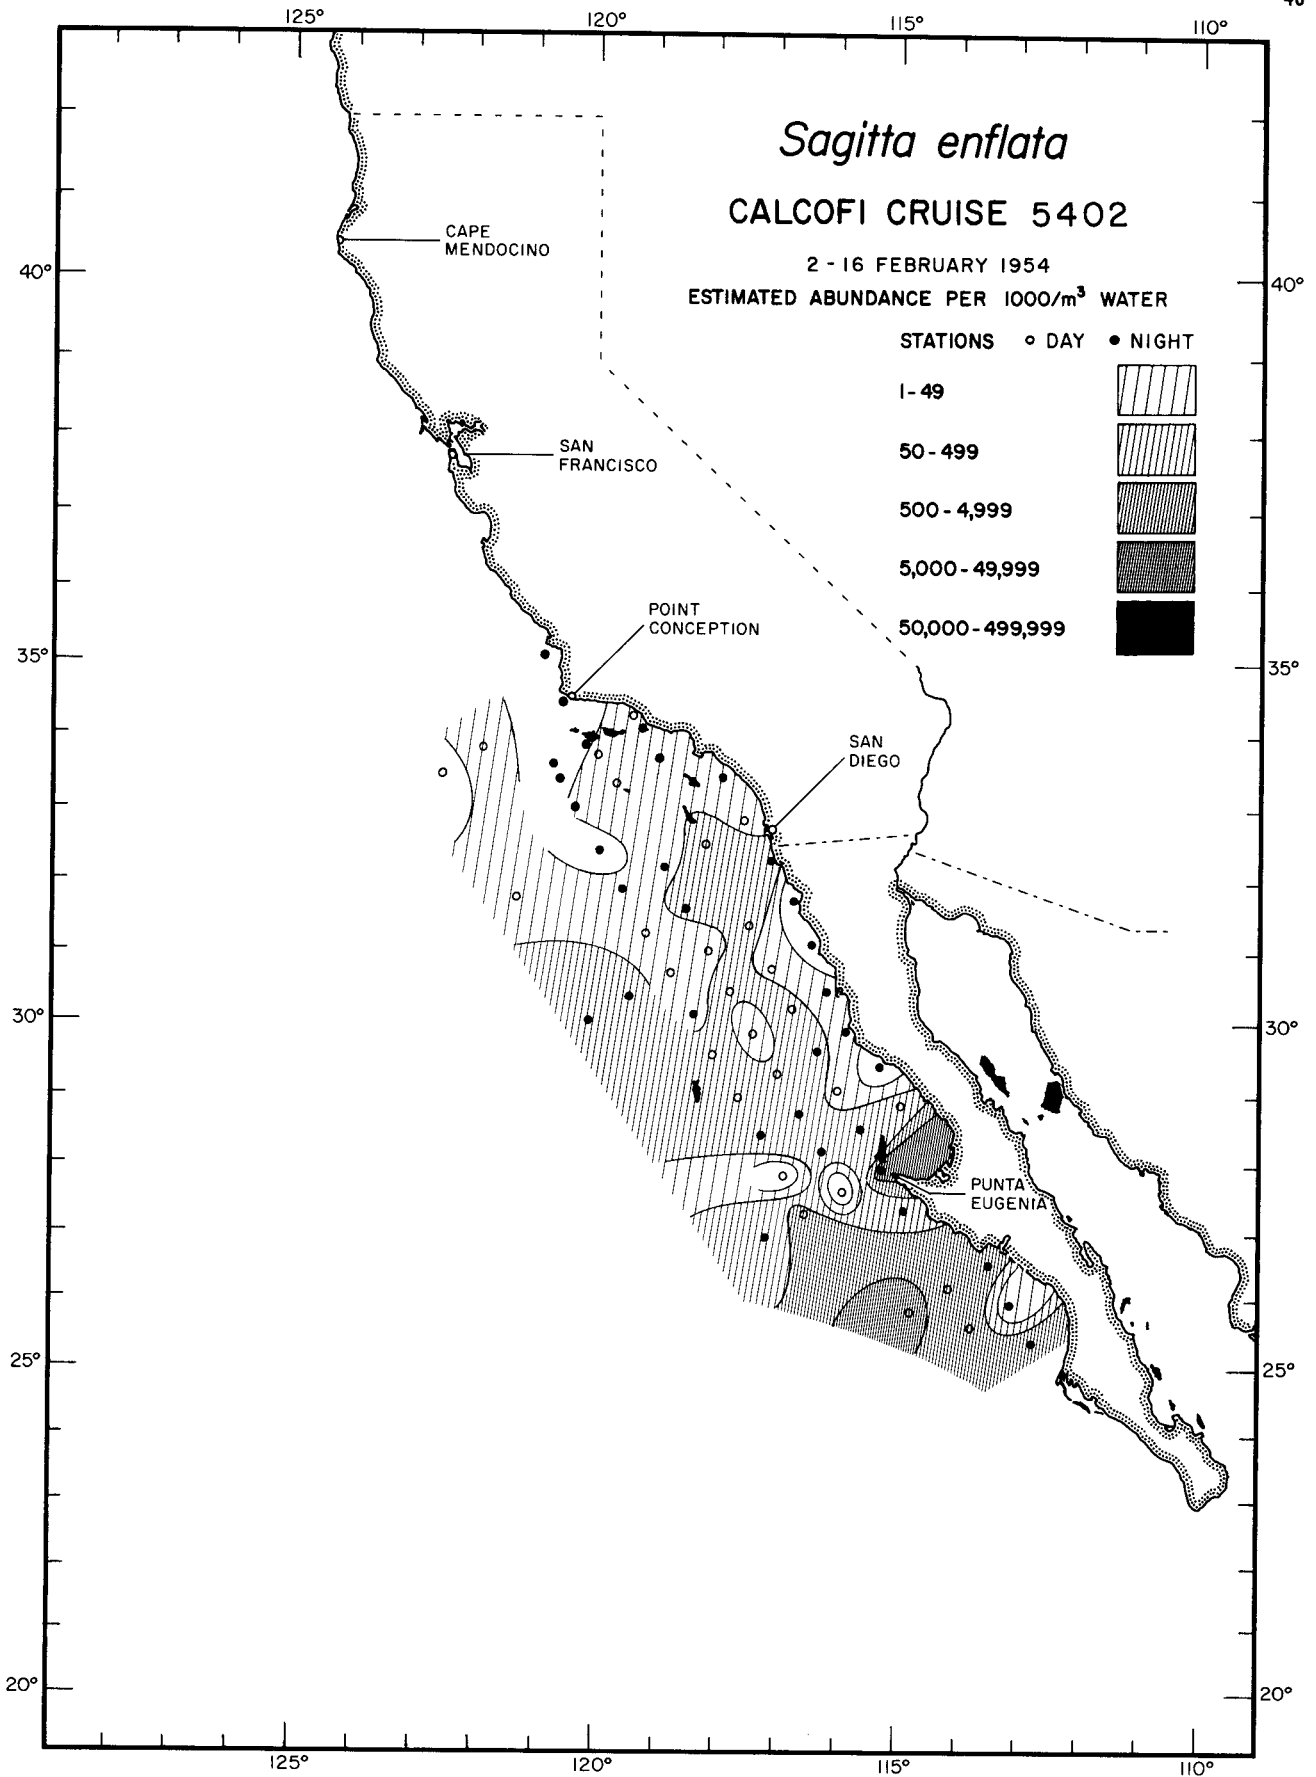 125° 120° 115° 110°
Sagitta enflata
CALCOFI CRUISE 5402
2-16 FEBRUARY 1954
ESTIMATED ABUNDANCE PER 1000/m³ WATER
STATIONS ○ DAY ● NIGHT
1-49
50-499
500-4,999
5,000-49,999
50,000-499,999
CAPE
MENDOCINO
40° 40°
SAN
FRANCISCO
POINT
CONCEPTION
35° 35°
SAN
DIEGO
30° 30°
PUNTA
EUGENIA
25° 25°
20° 20°
125° 120° 115° 110°